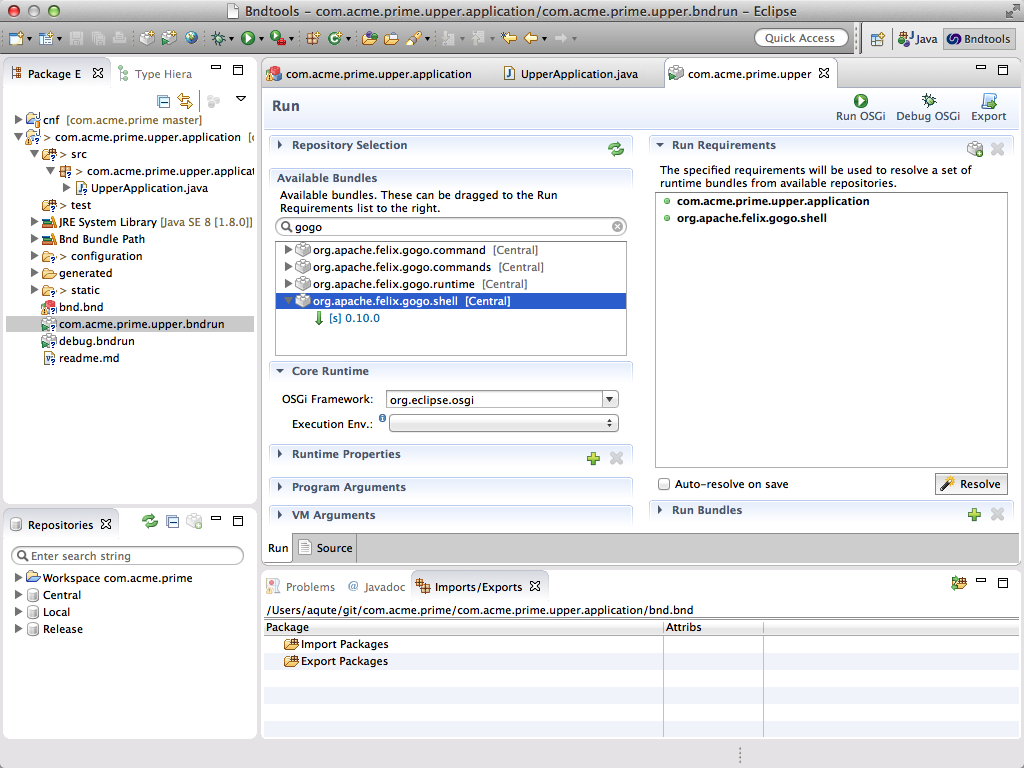 Bndtools – com.acme.prime.upper.application/com.acme.prime.upper.bndrun – Eclipse
Quick Access
Java
Bndtools
Package E
Type Hiera
cnf [com.acme.prime master]
> com.acme.prime.upper.application [c
> src
> com.acme.prime.upper.applicat
UpperApplication.java
> test
JRE System Library [Java SE 8 [1.8.0]]
Bnd Bundle Path
> configuration
generated
> static
bnd.bnd
com.acme.prime.upper.bndrun
debug.bndrun
readme.md
Repositories
Enter search string
Workspace com.acme.prime
Central
Local
Release
com.acme.prime.upper.application
UpperApplication.java
com.acme.prime.upper
Run
Run OSGi
Debug OSGi
Export
Repository Selection
Available Bundles
Available bundles. These can be dragged to the Run
Requirements list to the right.
gogo
org.apache.felix.gogo.command [Central]
org.apache.felix.gogo.commands [Central]
org.apache.felix.gogo.runtime [Central]
org.apache.felix.gogo.shell [Central]
[s] 0.10.0
Core Runtime
OSGi Framework: org.eclipse.osgi
Execution Env.:
Runtime Properties
Program Arguments
VM Arguments
Run Requirements
The specified requirements will be used to resolve a set of
runtime bundles from available repositories.
com.acme.prime.upper.application
org.apache.felix.gogo.shell
Auto-resolve on save
Resolve
Run Bundles
Run
Source
Problems
@ Javadoc
Imports/Exports
/Users/aqute/git/com.acme.prime/com.acme.prime.upper.application/bnd.bnd
Package
Attribs
Import Packages
Export Packages